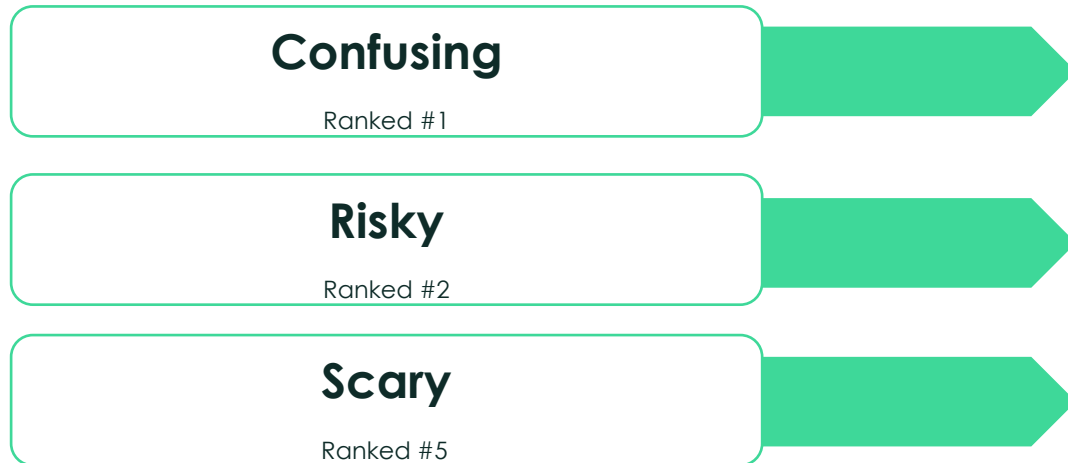 Confusing
Ranked #1
Risky
Ranked #2
Scary
Ranked #5